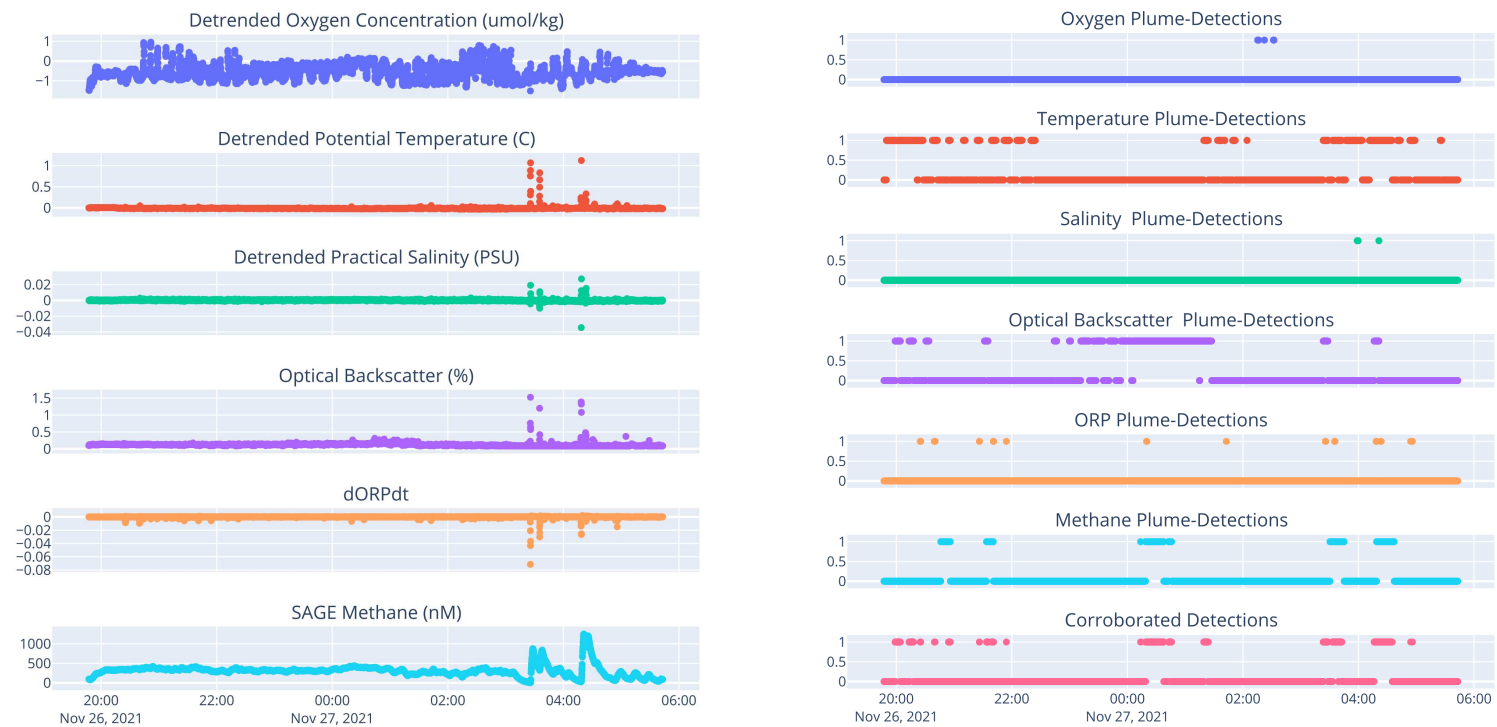 Detrended Oxygen Concentration (umol/kg)
1
0
−1
Detrended Potential Temperature (C)
1
0.5
0
Detrended Practical Salinity (PSU)
0.02
0
−0.02
−0.04
Optical Backscatter (%)
1.5
1
0.5
0
dORPdt
0
−0.02
−0.04
−0.06
−0.08
SAGE Methane (nM)
1000
500
0
20:00 22:00 00:00 02:00 04:00 06:00
Nov 26, 2021 Nov 27, 2021
Oxygen Plume-Detections
1
0.5
0
Temperature Plume-Detections
1
0.5
0
Salinity Plume-Detections
1
0.5
0
Optical Backscatter Plume-Detections
1
0.5
0
ORP Plume-Detections
1
0.5
0
Methane Plume-Detections
1
0.5
0
Corroborated Detections
1
0.5
0
20:00 22:00 00:00 02:00 04:00 06:00
Nov 26, 2021 Nov 27, 2021